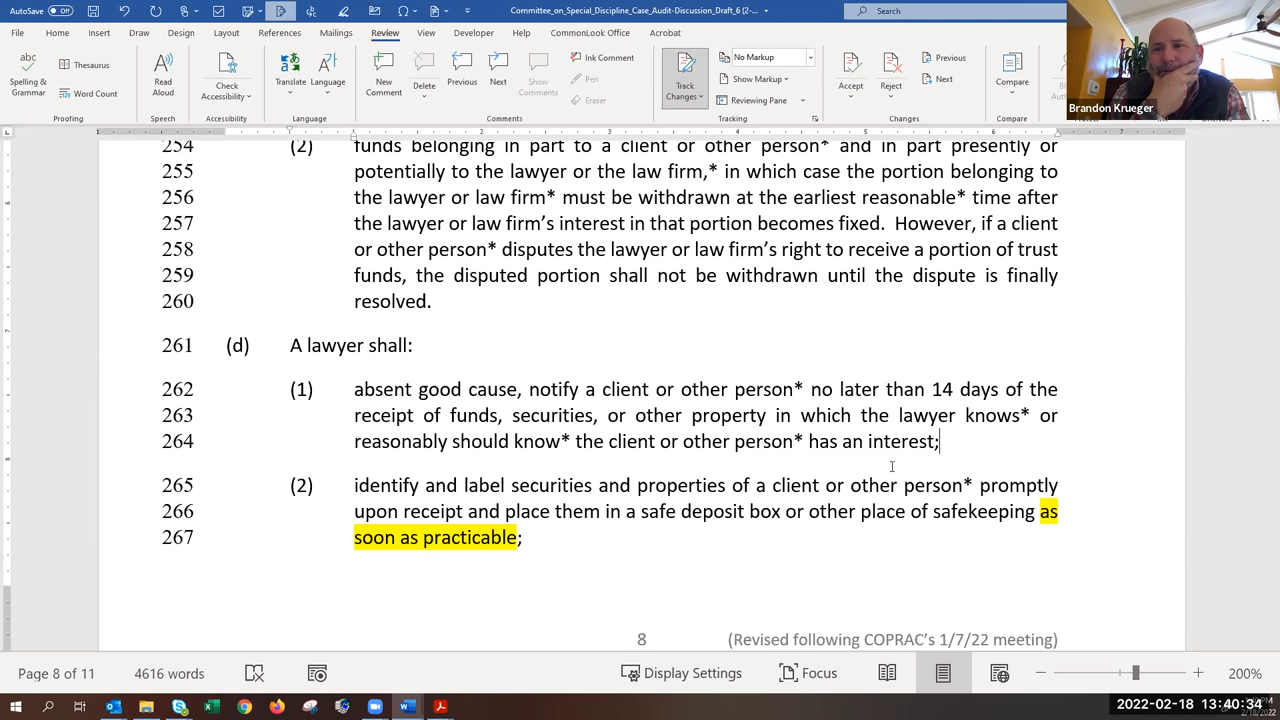 AutoSave Off
Committee_on_Special_Discipline_Case_Audit-Discussion_Draft_6 (2-...
Search
File Home Insert Draw Design Layout References Mailings Review View Developer Help CommonLook Office Acrobat
abc
Spelling & Grammar
Thesaurus
Word Count
Proofing
Read Aloud
Speech
Check Accessibility
Accessibility
Translate Language
Language
New Comment
Delete
Previous
Next
Show Comments
Ink Comment
Pen
Eraser
Comments
Track Changes
No Markup
Show Markup
Reviewing Pane
Tracking
Accept
Reject
Previous
Next
Changes
Compare
Compare
Brandon Krueger
1 2 3 4 5 6 7
254 (2) funds belonging in part to a client or other person* and in part presently or
255 potentially to the lawyer or the law firm,* in which case the portion belonging to
256 the lawyer or law firm* must be withdrawn at the earliest reasonable* time after
257 the lawyer or law firm's interest in that portion becomes fixed. However, if a client
258 or other person* disputes the lawyer or law firm's right to receive a portion of trust
259 funds, the disputed portion shall not be withdrawn until the dispute is finally
260 resolved.
261 (d) A lawyer shall:
262 (1) absent good cause, notify a client or other person* no later than 14 days of the
263 receipt of funds, securities, or other property in which the lawyer knows* or
264 reasonably should know* the client or other person* has an interest;
265 (2) identify and label securities and properties of a client or other person* promptly
266 upon receipt and place them in a safe deposit box or other place of safekeeping as
267 soon as practicable;
8 (Revised following COPRAC's 1/7/22 meeting)
Page 8 of 11 4616 words Display Settings Focus 200%
2022-02-18 13:40:34